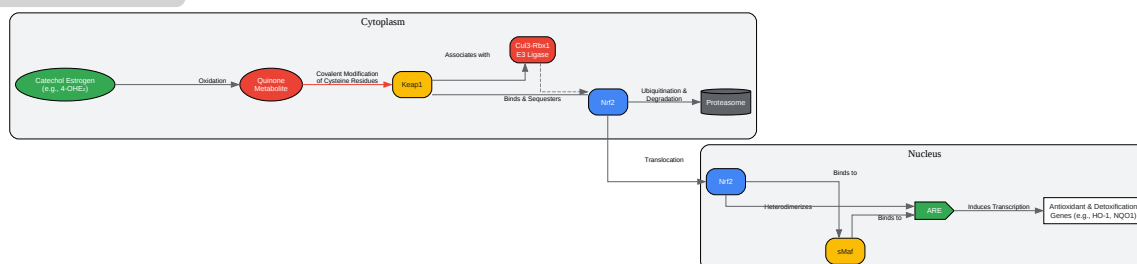 Cytoplasm
Catechol Estrogen
(e.g., 4-OHE₂)
Oxidation
Quinone
Metabolite
Covalent Modification
of Cysteine Residues
Keap1
Associates with
Cul3-Rbx1
E3 Ligase
Binds & Sequesters
Nrf2
Ubiquitination &
Degradation
Proteasome
Translocation
Nucleus
Nrf2
Binds to
Heterodimerizes
Binds to
sMaf
ARE
Induces Transcription
Antioxidant & Detoxification
Genes (e.g., HO-1, NQO1)